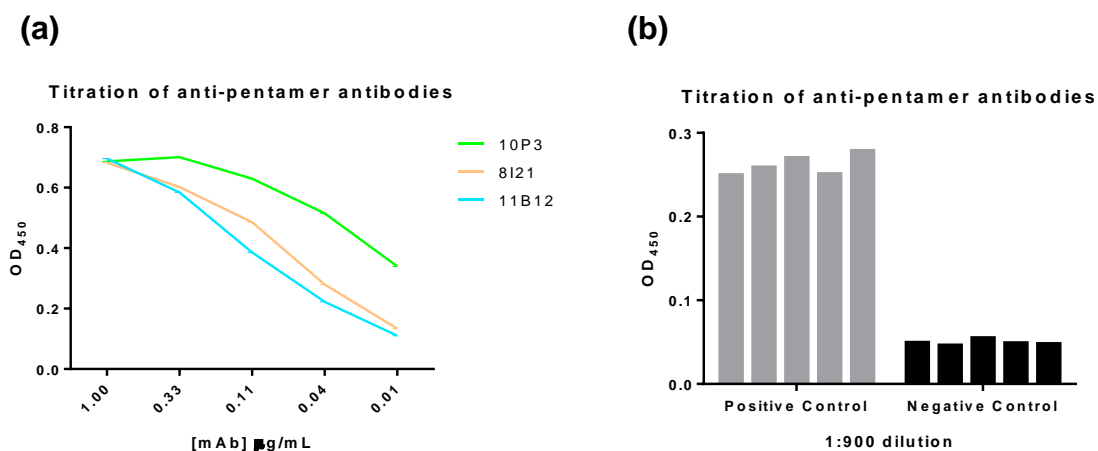 (a)
Titration of anti-pentamer antibodies
0.8
0.6
0.4
0.2
0.0
OD450
1.00
0.33
0.11
0.04
0.01
[mAb] µg/mL
10P3
8I21
11B12
(b)
Titration of anti-pentamer antibodies
0.3
0.2
0.1
0.0
OD450
Positive Control
Negative Control
1:900 dilution